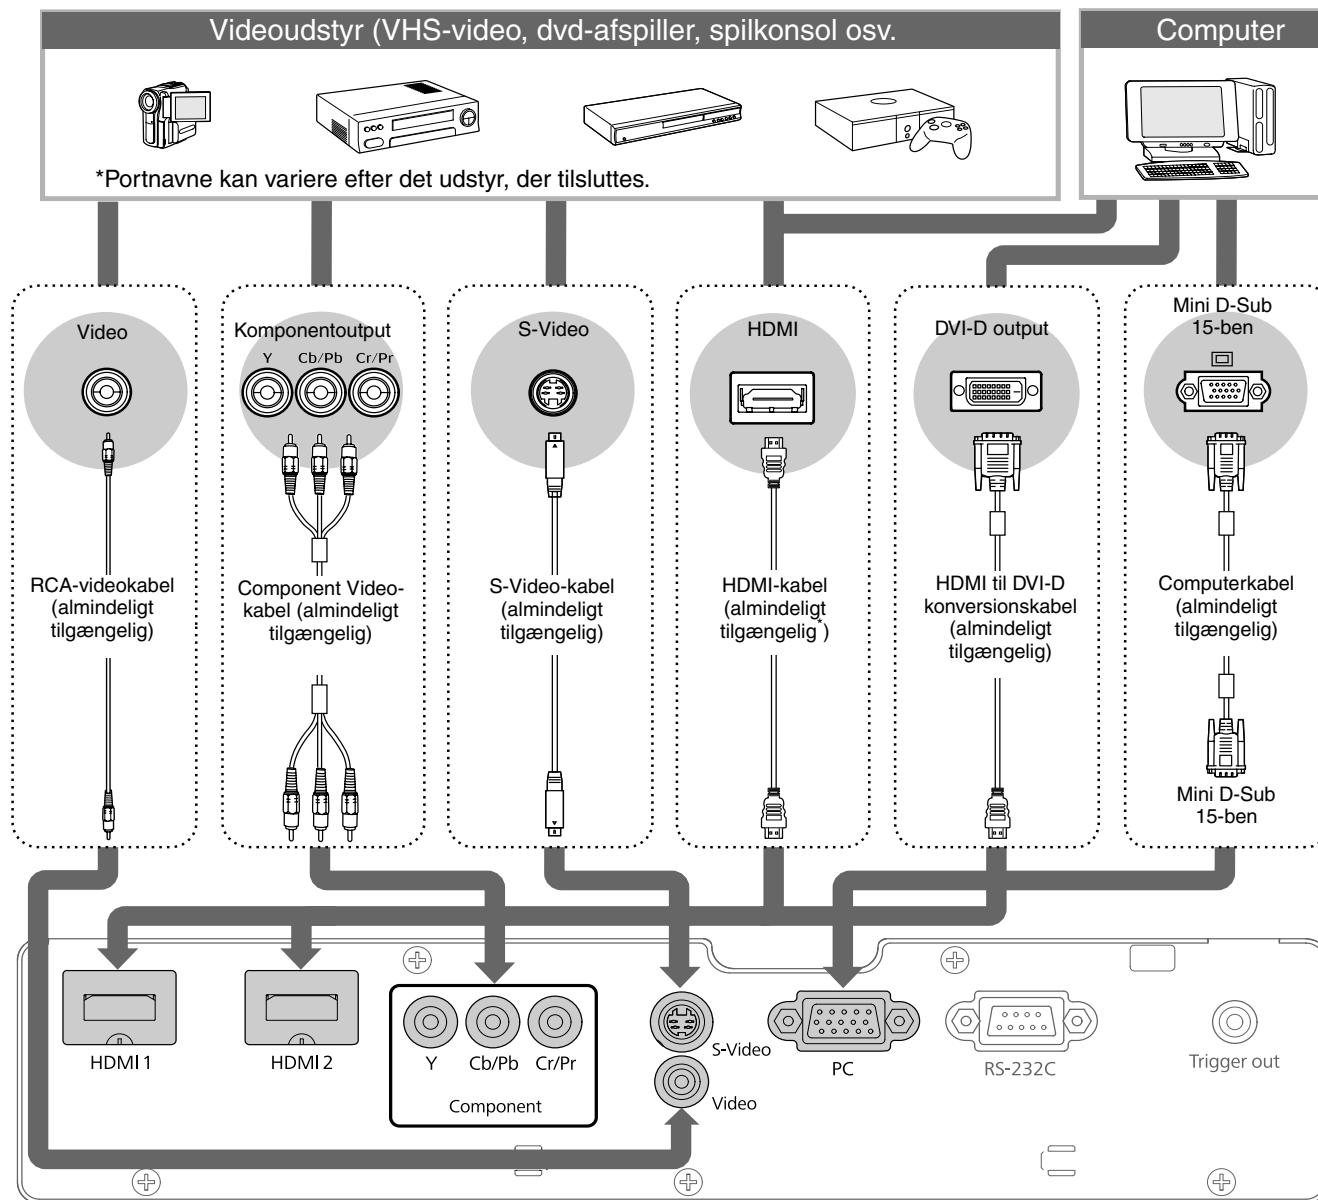 Videoudstyr (VHS-video, dvd-afspiller, spilkonsol osv.
Computer
*Portnavne kan variere efter det udstyr, der tilsluttes.
Video
Komponentoutput
Y Cb/Pb Cr/Pr
S-Video
HDMI
DVI-D output
Mini D-Sub
15-ben
RCA-videokabel
(almindeligt
tilgængelig)
Component Video-
kabel (almindeligt
tilgængelig)
S-Video-kabel
(almindeligt
tilgængelig)
HDMI-kabel
(almindeligt
tilgængelig*)
HDMI til DVI-D
konversionskabel
(almindeligt
tilgængelig)
Computerkabel
(almindeligt
tilgængelig)
Mini D-Sub
15-ben
HDMI 1
HDMI 2
Y Cb/Pb Cr/Pr
Component
S-Video
Video
PC
RS-232C
Trigger out